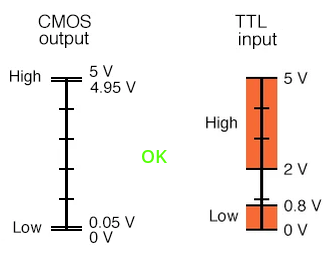 CMOS
output
High
5 V
4.95 V
Low
0.05 V
0 V
OK
TTL
input
5 V
High
2 V
0.8 V
Low
0 V